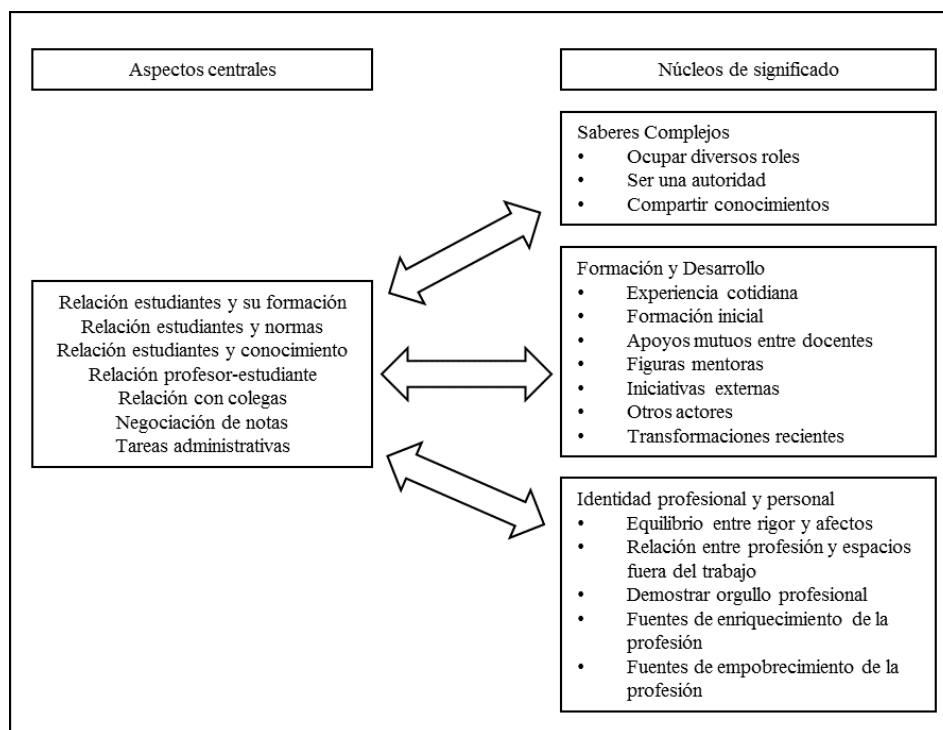 Aspectos centrales
Núcleos de significado
Relación estudiantes y su formación
Relación estudiantes y normas
Relación estudiantes y conocimiento
Relación profesor-estudiante
Relación con colegas
Negociación de notas
Tareas administrativas
Saberes Complejos
• Ocupar diversos roles
• Ser una autoridad
• Compartir conocimientos
Formación y Desarrollo
• Experiencia cotidiana
• Formación inicial
• Apoyos mutuos entre docentes
• Figuras mentoras
• Iniciativas externas
• Otros actores
• Transformaciones recientes
Identidad profesional y personal
• Equilibrio entre rigor y afectos
• Relación entre profesión y espacios
fuera del trabajo
• Demostrar orgullo profesional
• Fuentes de enriquecimiento de la
profesión
• Fuentes de empobrecimiento de la
profesión